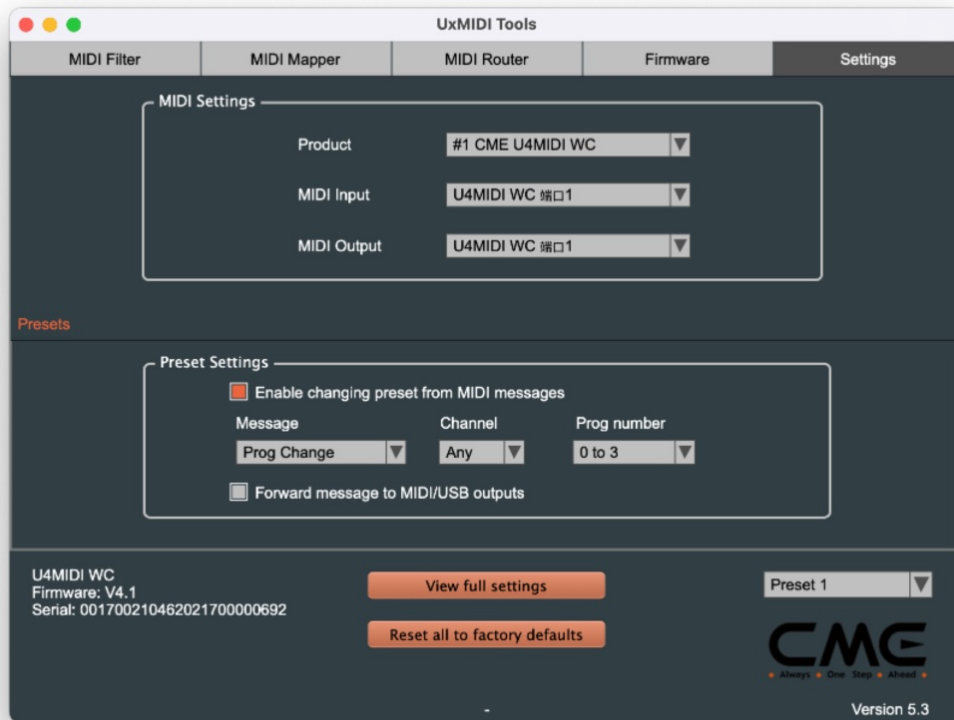 UxMIDI Tools
MIDI Filter MIDI Mapper MIDI Router Firmware Settings
MIDI Settings
Product #1 CME U4MIDI WC
MIDI Input U4MIDI WC 端口1
MIDI Output U4MIDI WC 端口1
Presets
Preset Settings
Enable changing preset from MIDI messages
Message Channel Prog number
Prog Change Any 0 to 3
Forward message to MIDI/USB outputs
U4MIDI WC
Firmware: V4.1
Serial: 00170021046202170000​0692
View full settings
Preset 1
Reset all to factory defaults
CME
Always One Step Ahead
-
Version 5.3